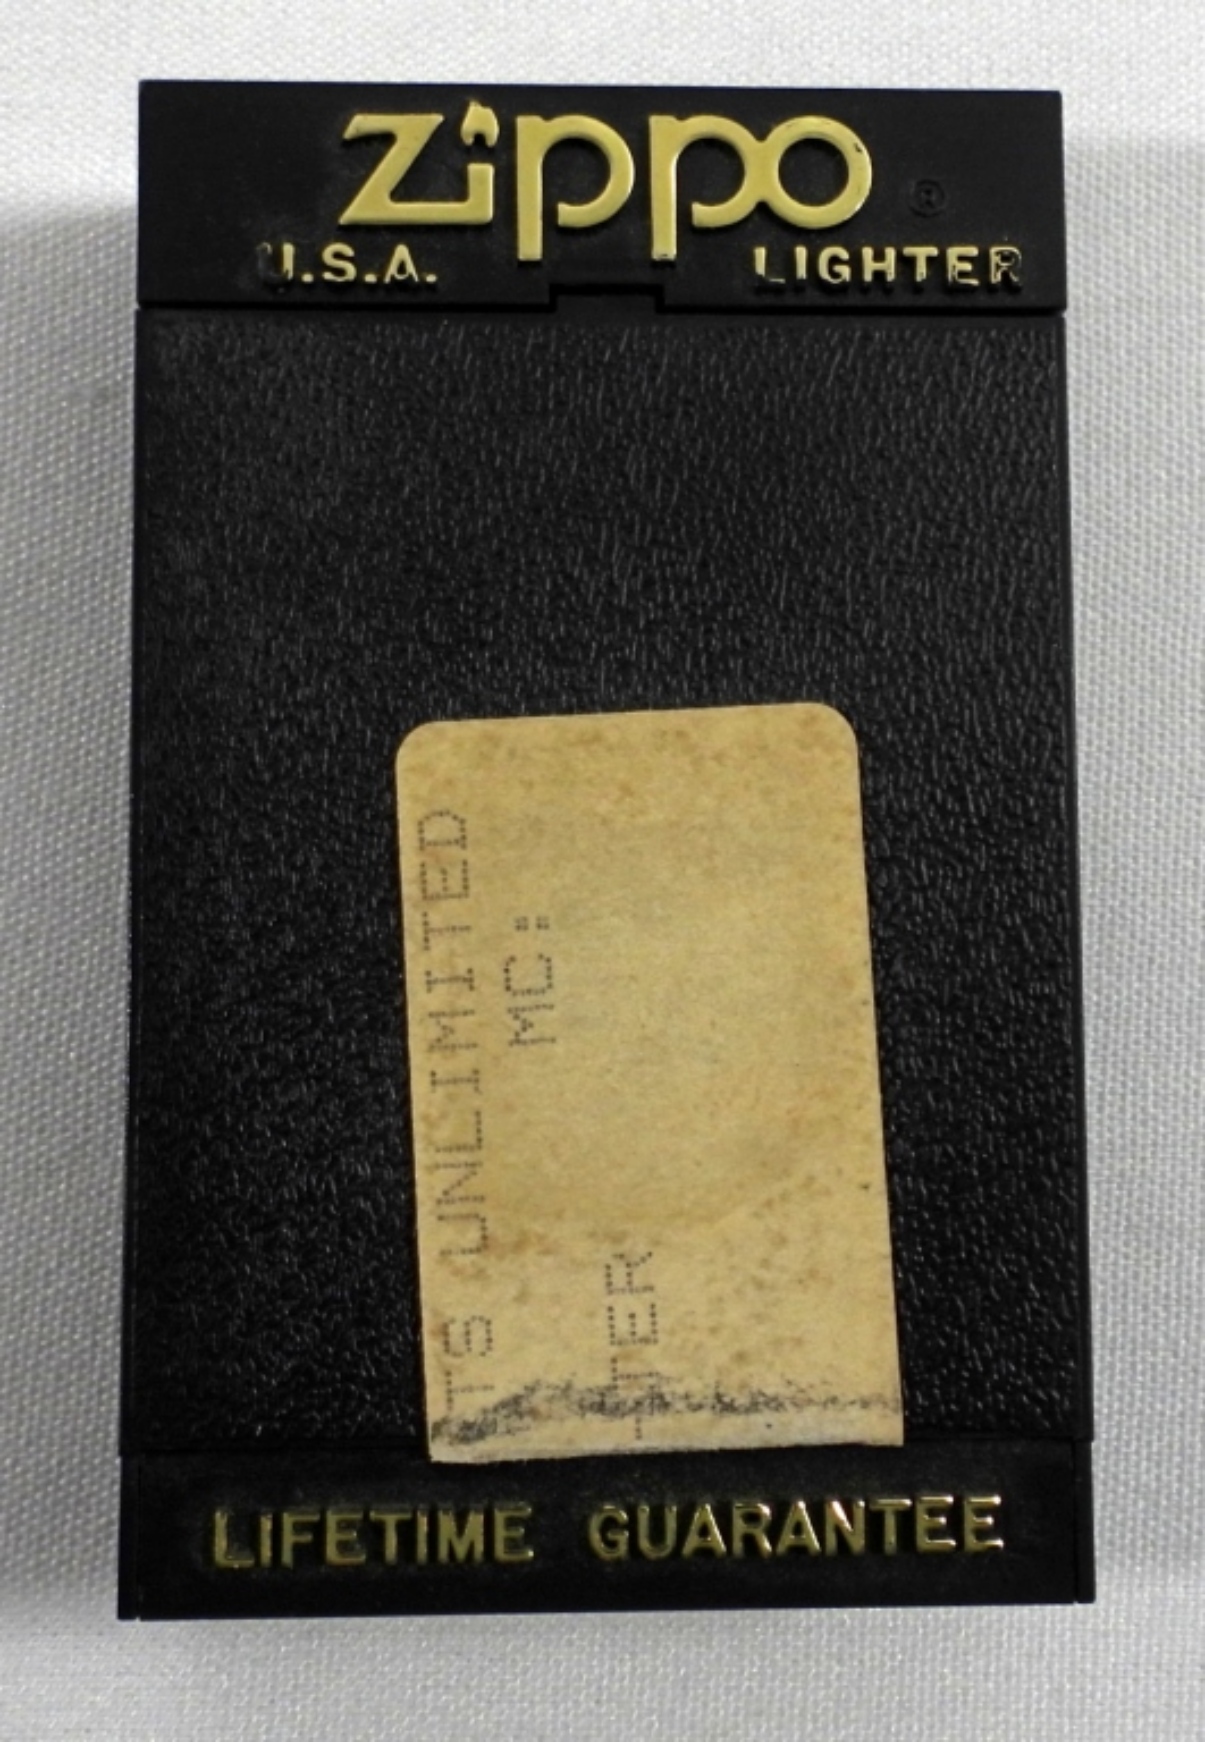 Zippo ®
U.S.A. LIGHTER
TS UNLIMITED
MC:
TER
LIFETIME GUARANTEE